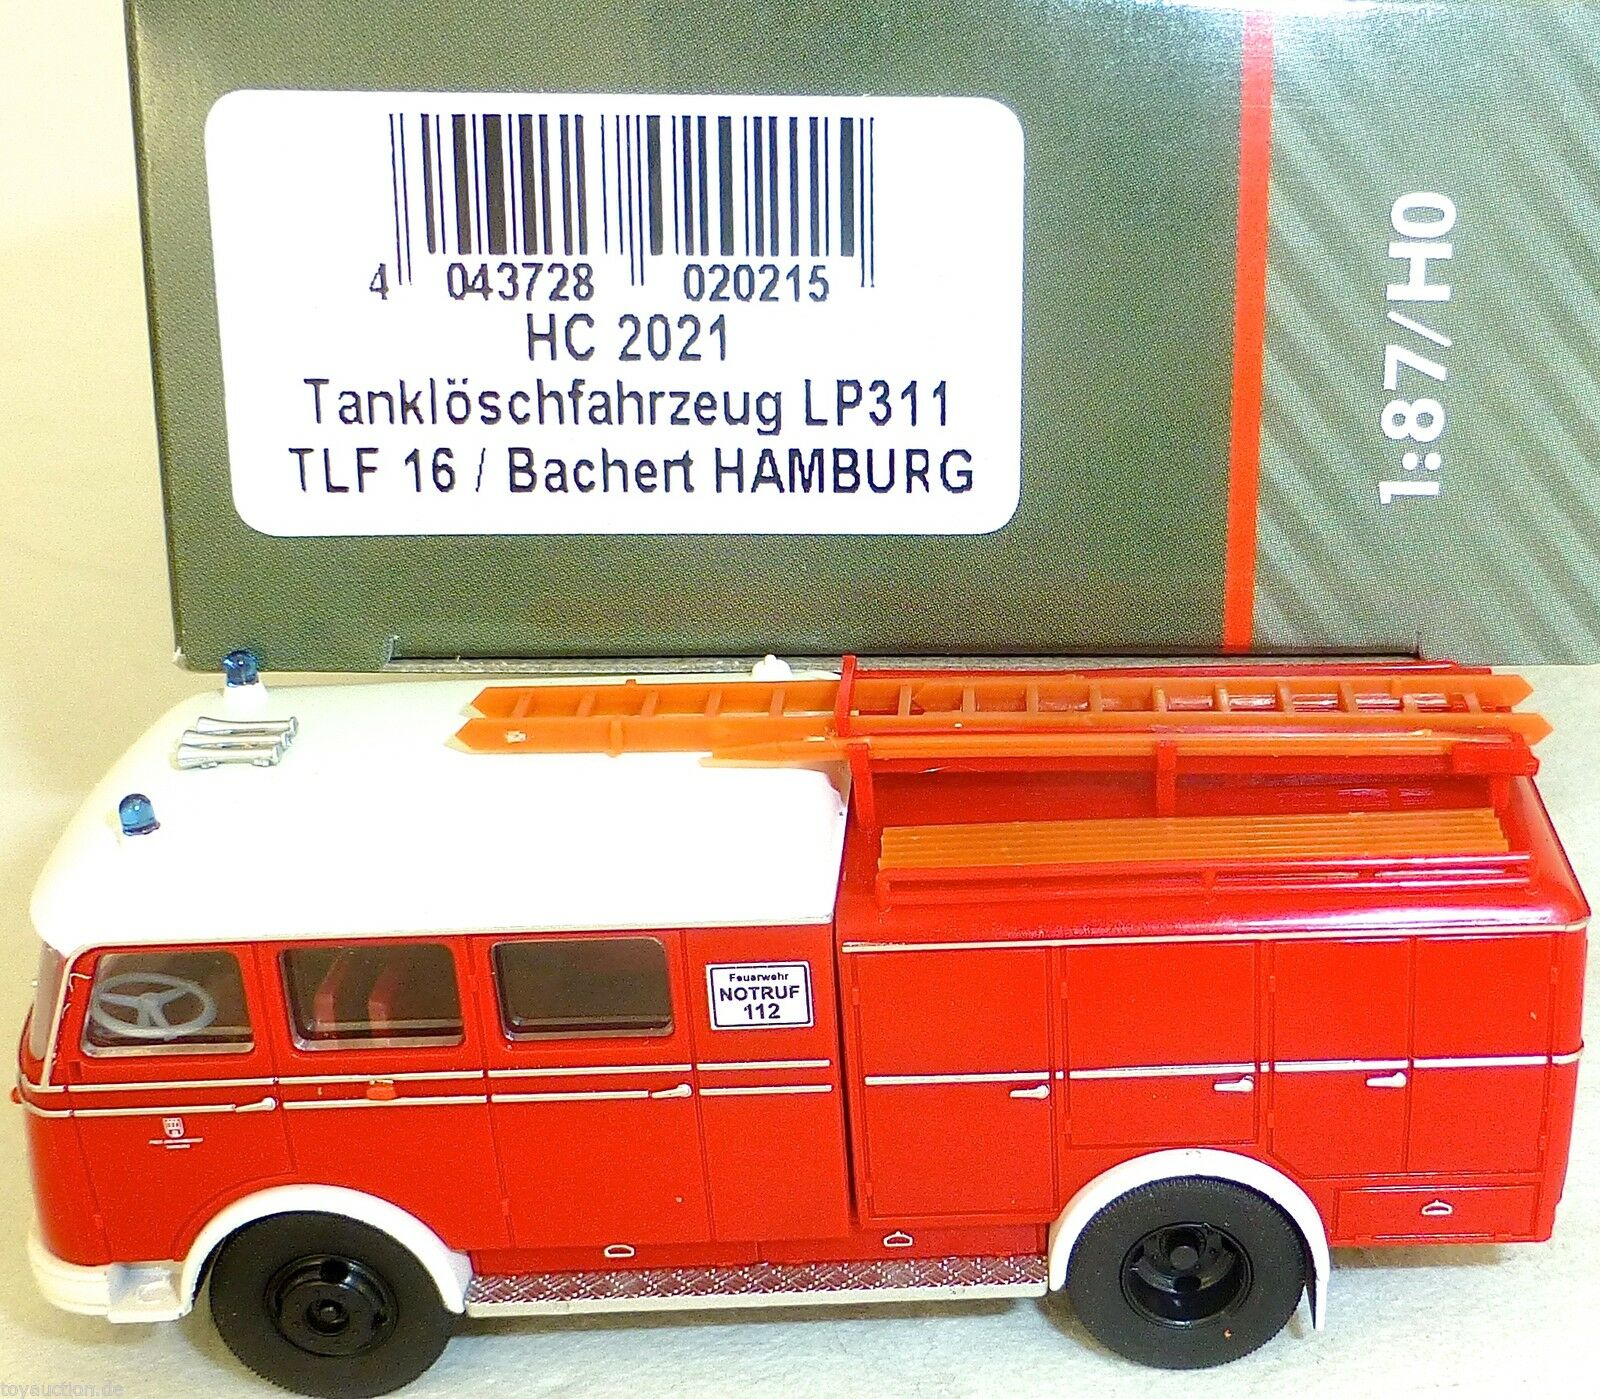 4 043728 020215
HC 2021
Tanklöschfahrzeug LP311
TLF 16 / Bachert HAMBURG
1:87/H0
Feuerwehr
NOTRUF
112
toyauction.de